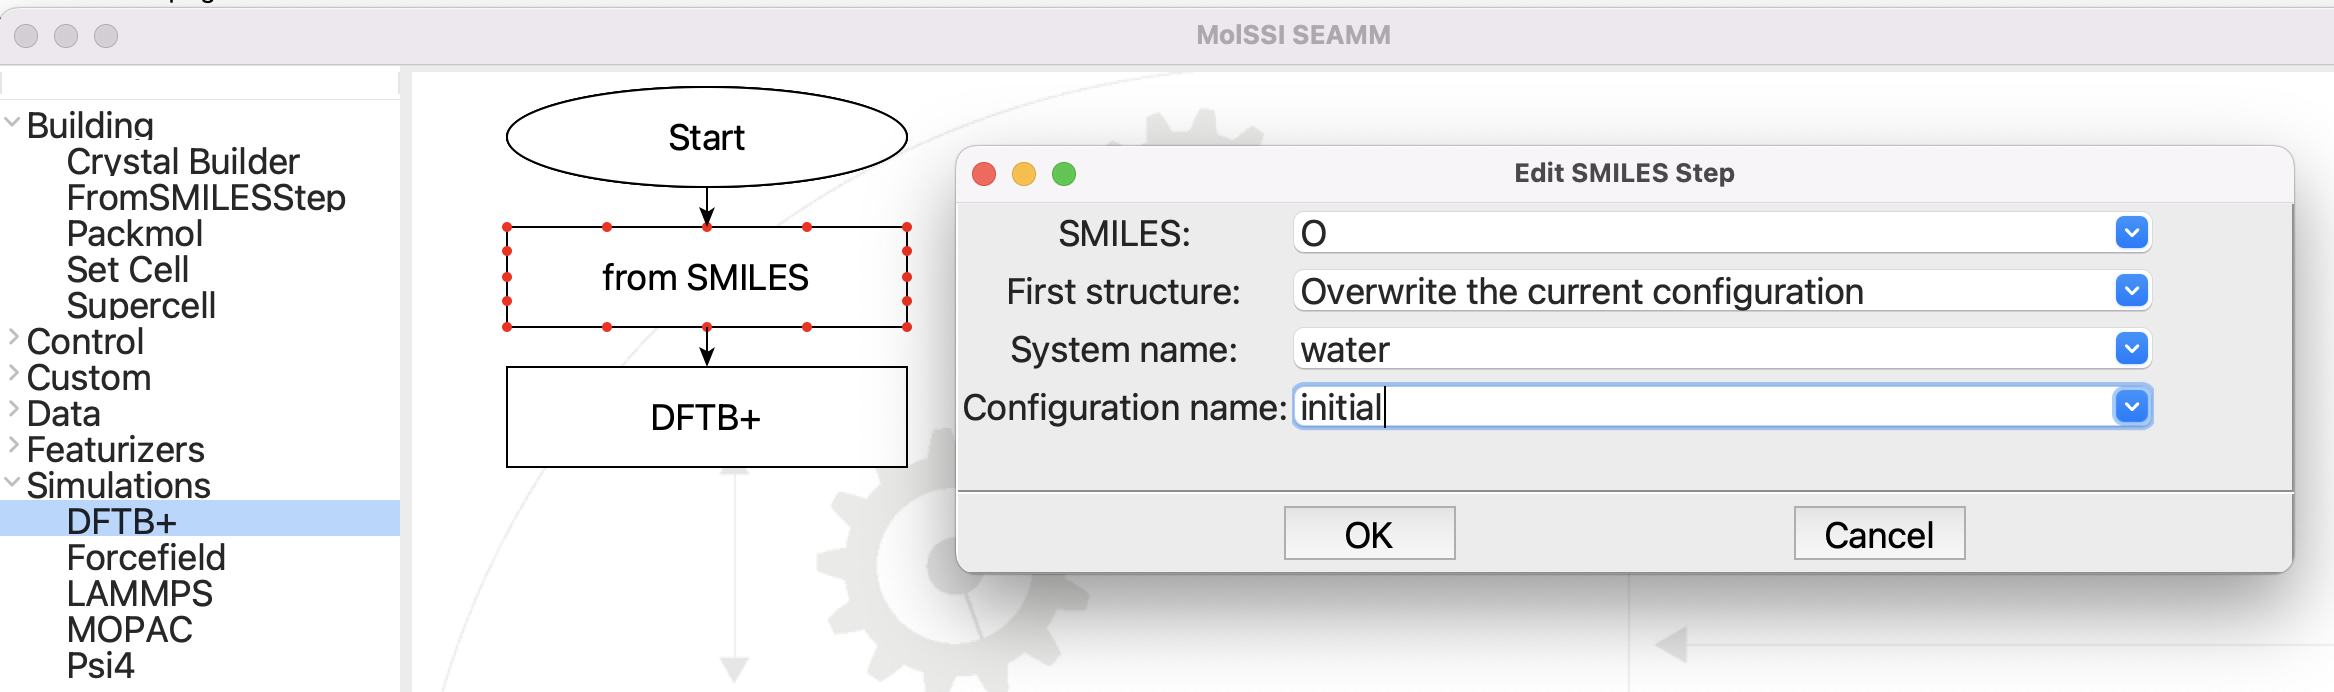 MolSSI SEAMM
Building
Crystal Builder
FromSMILESStep
Packmol
Set Cell
Supercell
Control
Custom
Data
Featurizers
Simulations
DFTB+
Forcefield
LAMMPS
MOPAC
Psi4
Start
from SMILES
DFTB+
Edit SMILES Step
SMILES: O
First structure: Overwrite the current configuration
System name: water
Configuration name: initial
OK Cancel